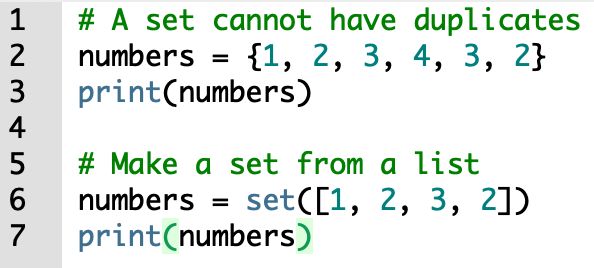 1 # A set cannot have duplicates
2 numbers = {1, 2, 3, 4, 3, 2}
3 print(numbers)
4
5 # Make a set from a list
6 numbers = set([1, 2, 3, 2])
7 print(numbers)